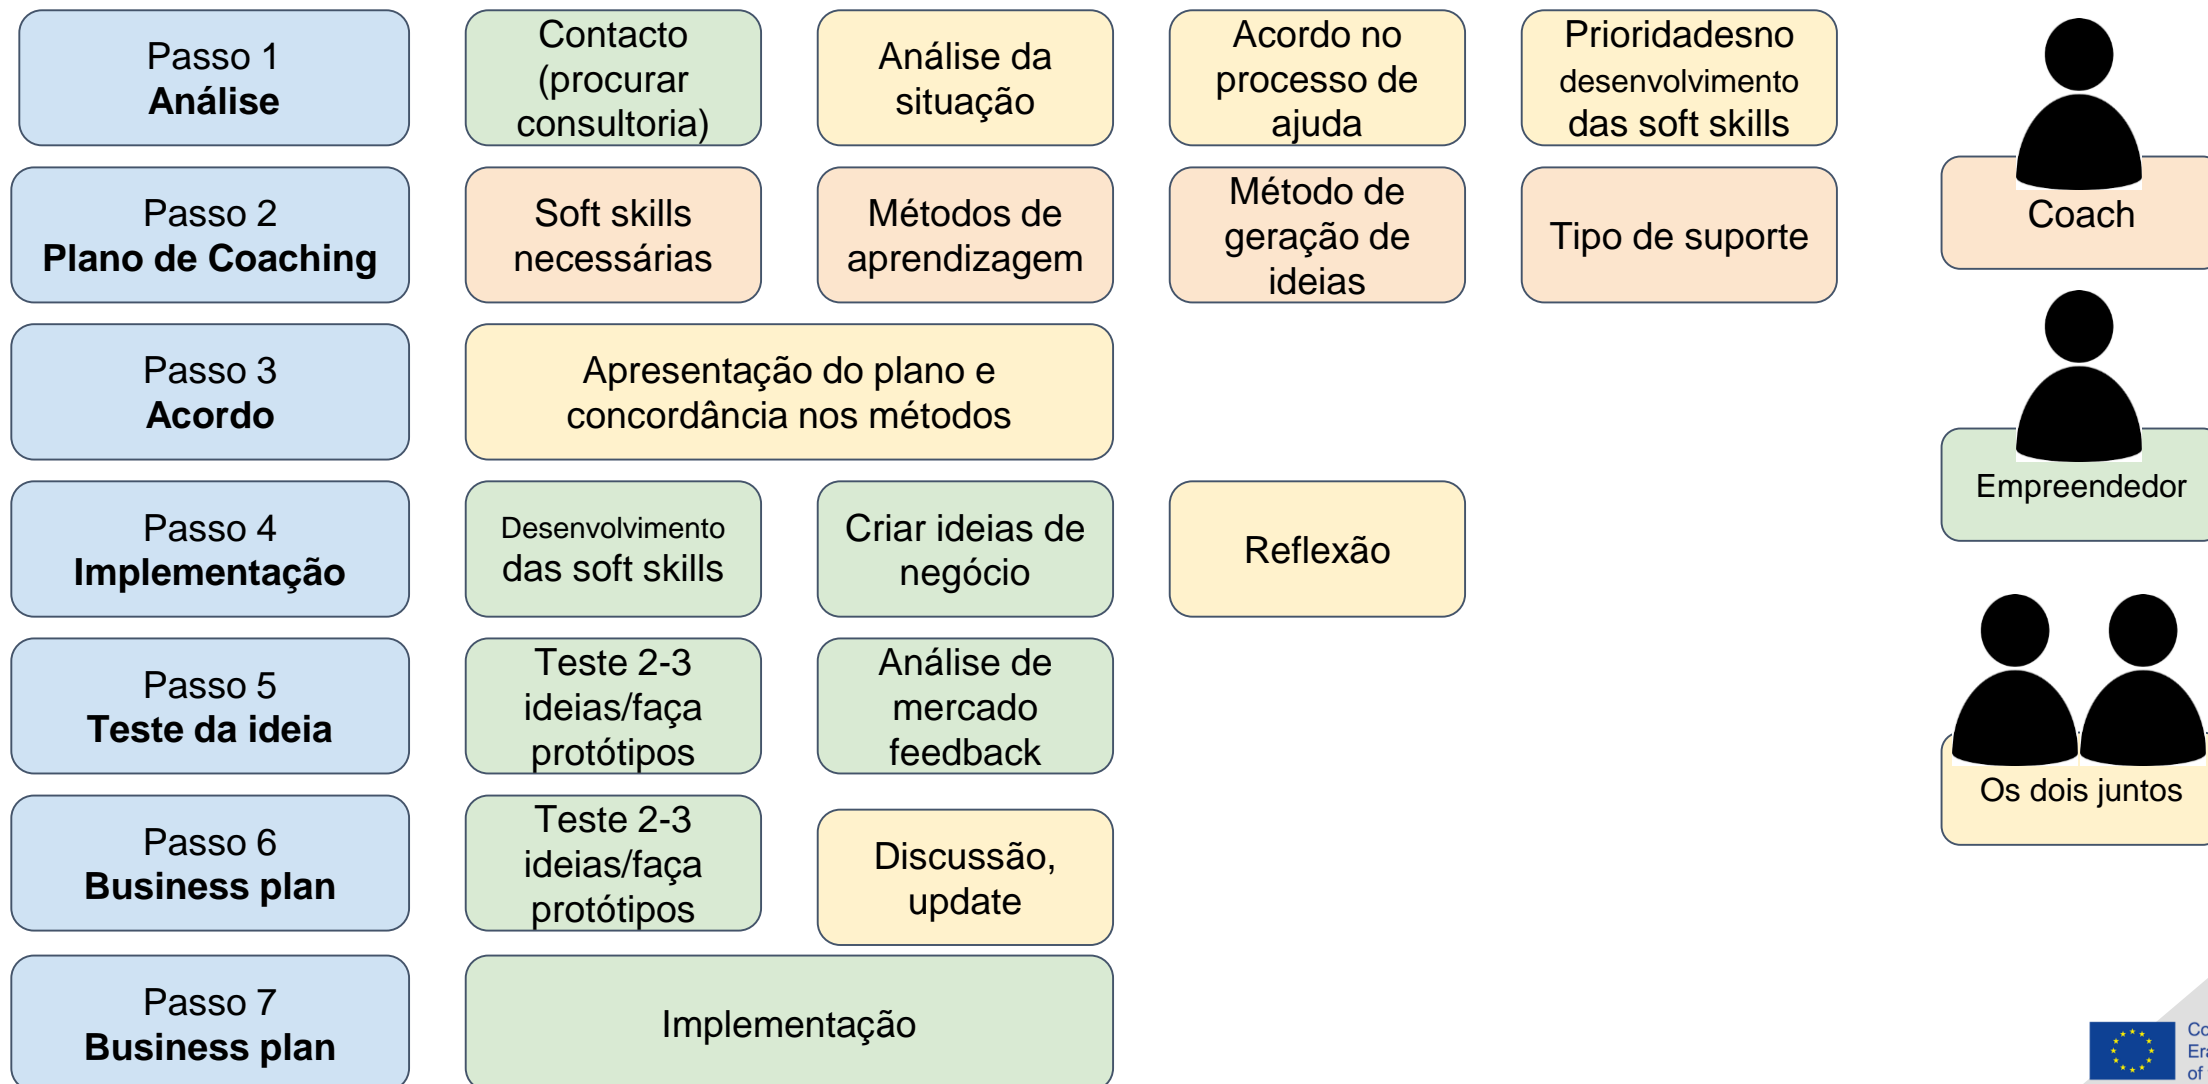 Passo 1
Análise
Contacto
(procurar
consultoria)
Análise da
situação
Acordo no
processo de
ajuda
Prioridadesno
desenvolvimento
das soft skills
Passo 2
Plano de Coaching
Soft skills
necessárias
Métodos de
aprendizagem
Método de
geração de
ideias
Tipo de suporte
Passo 3
Acordo
Apresentação do plano e
concordância nos métodos
Passo 4
Implementação
Desenvolvimento
das soft skills
Criar ideias de
negócio
Reflexão
Passo 5
Teste da ideia
Teste 2-3
ideias/faça
protótipos
Análise de
mercado
feedback
Passo 6
Business plan
Teste 2-3
ideias/faça
protótipos
Discussão,
update
Passo 7
Business plan
Implementação
Coach
Empreendedor
Os dois juntos
of